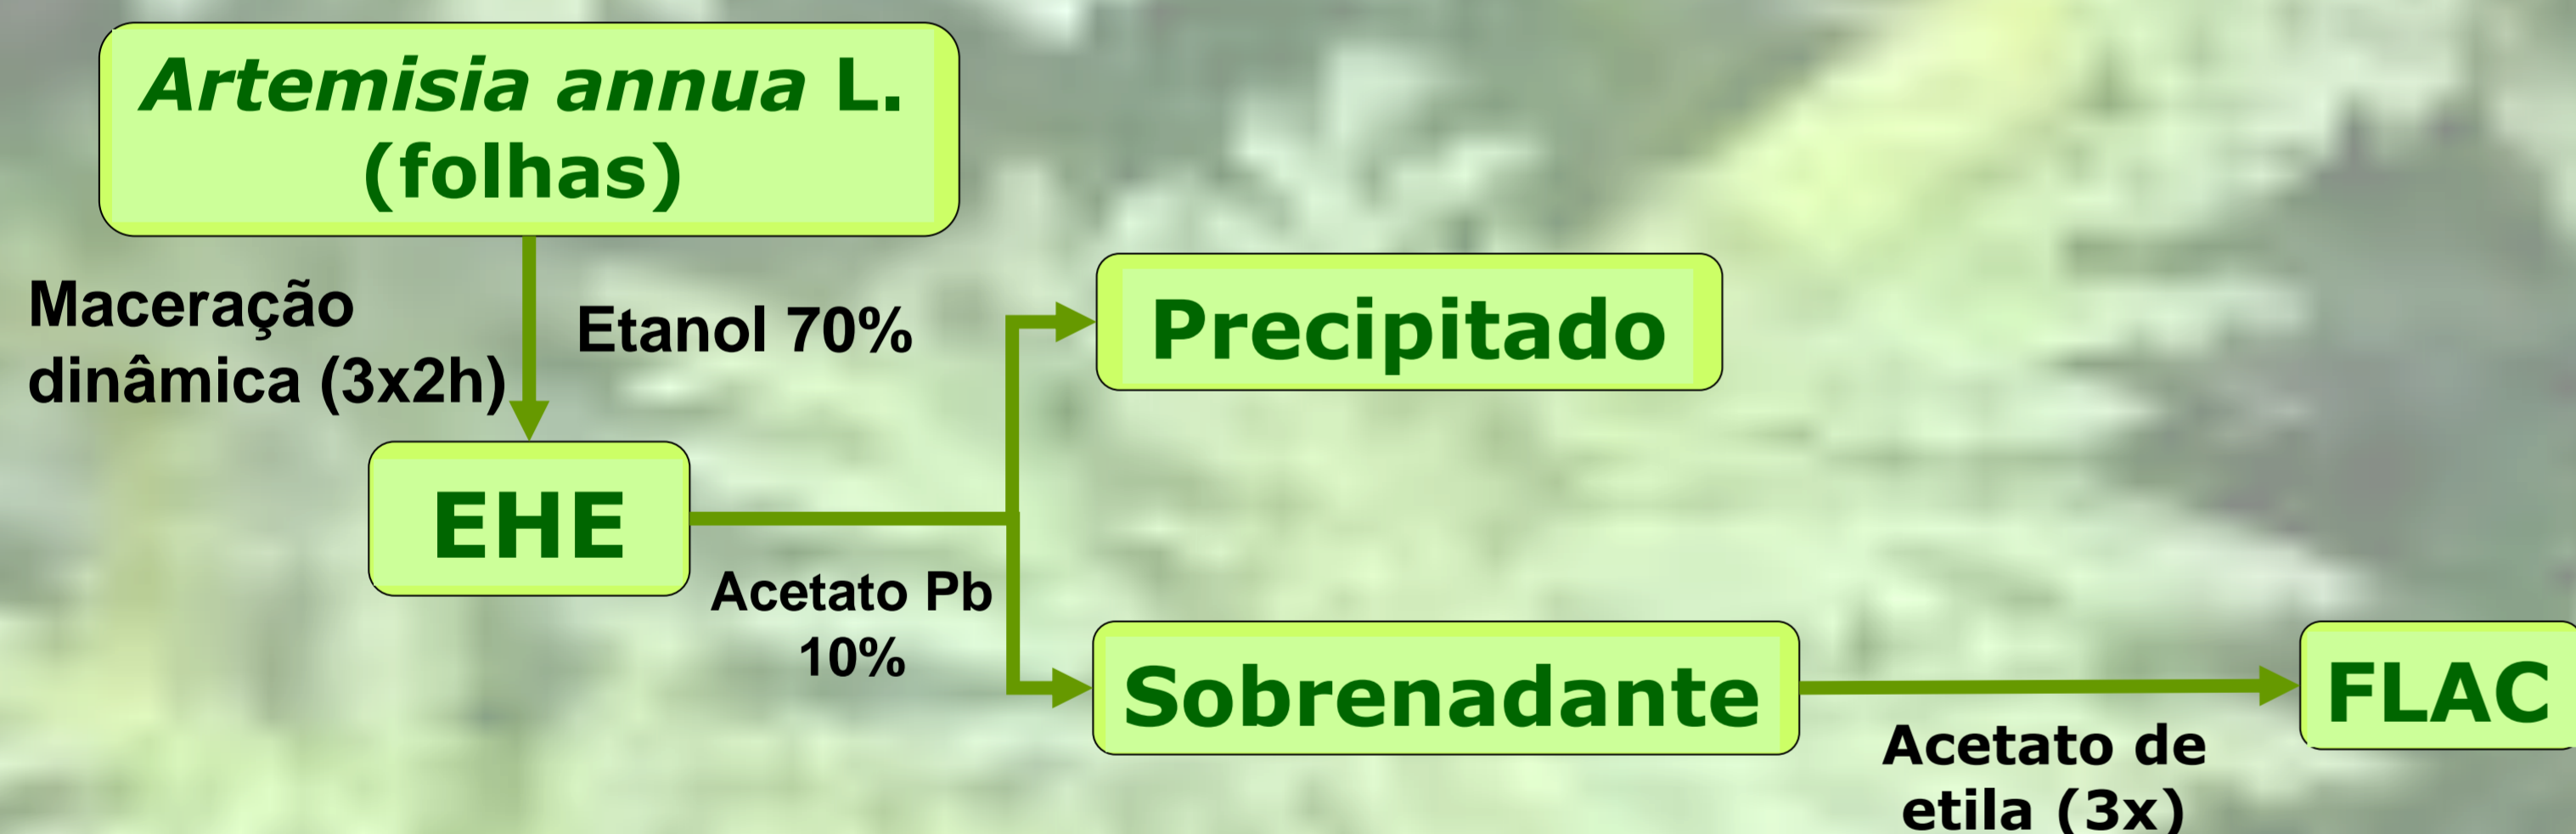 Artemisia annua L.
(folhas)
Maceração
dinâmica (3x2h)
Etanol 70%
EHE
Acetato Pb
10%
Precipitado
Sobrenadante
Acetato de
etila (3x)
FLAC